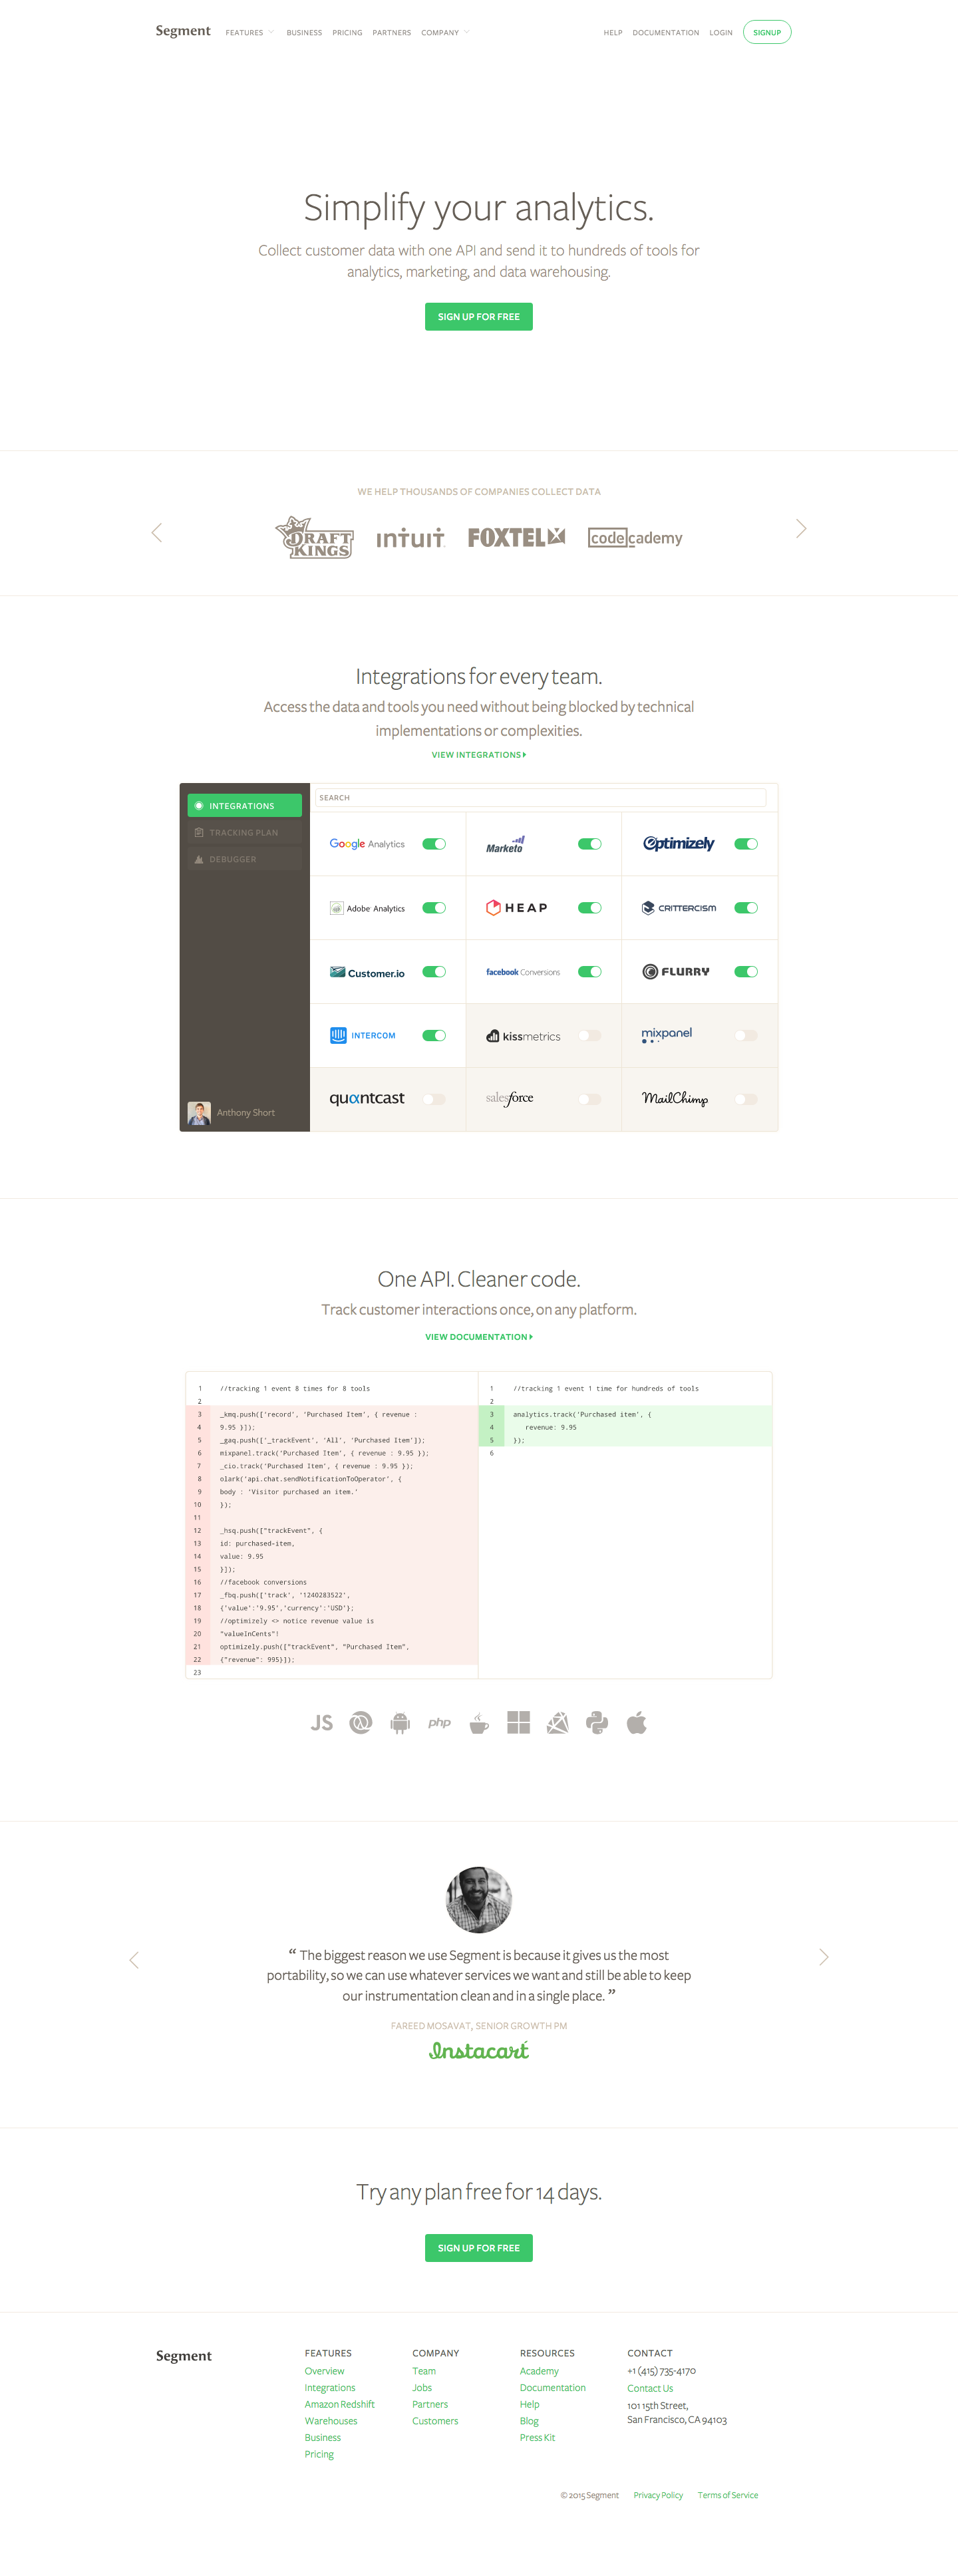 Segment FEATURES BUSINESS PRICING PARTNERS COMPANY HELP DOCUMENTATION LOGIN SIGNUP
Simplify your analytics.
Collect customer data with one API and send it to hundreds of tools for
analytics, marketing, and data warehousing.
SIGN UP FOR FREE
WE HELP THOUSANDS OF COMPANIES COLLECT DATA
DRAFT KINGS intuit FOXTEL codecademy
Integrations for every team.
Access the data and tools you need without being blocked by technical
implementations or complexities.
VIEW INTEGRATIONS
SEARCH
INTEGRATIONS
TRACKING PLAN
DEBUGGER
Google Analytics Marketo Optimizely
Adobe Analytics HEAP CRITTERCISM
Customer.io facebook Conversions FLURRY
INTERCOM kissmetrics mixpanel
quantcast salesforce MailChimp
Anthony Short
One API. Cleaner code.
Track customer interactions once, on any platform.
VIEW DOCUMENTATION
1 //tracking 1 event 8 times for 8 tools
2
3 _kmq.push(['record', 'Purchased Item', { revenue :
4 9.95 }]);
5 _gaq.push(['_trackEvent', 'All', 'Purchased Item']);
6 mixpanel.track('Purchased Item', { revenue : 9.95 });
7 _cio.track('Purchased Item', { revenue : 9.95 });
8 olark('api.chat.sendNotificationToOperator', {
9 body : 'Visitor purchased an item.'
10 });
11
12 _hsq.push(["trackEvent", {
13 id: purchased-item,
14 value: 9.95
15 }]);
16 //facebook conversions
17 _fbq.push(['track', '1240283522',
18 {'value':'9.95','currency':'USD'};
19 //optimizely <> notice revenue value is
20 "valueInCents"!
21 optimizely.push(["trackEvent", "Purchased Item",
22 {"revenue": 995}]);
23
1 //tracking 1 event 1 time for hundreds of tools
2
3 analytics.track('Purchased item', {
4 revenue: 9.95
5 });
6
JS php
“ The biggest reason we use Segment is because it gives us the most
portability, so we can use whatever services we want and still be able to keep
our instrumentation clean and in a single place. ”
FAREED MOSAVAT, SENIOR GROWTH PM
Instacart
Try any plan free for 14 days.
SIGN UP FOR FREE
Segment
FEATURES
Overview
Integrations
Amazon Redshift
Warehouses
Business
Pricing
COMPANY
Team
Jobs
Partners
Customers
RESOURCES
Academy
Documentation
Help
Blog
Press Kit
CONTACT
+1 (415) 735-4170
Contact Us
101 15th Street,
San Francisco, CA 94103
© 2015 Segment Privacy Policy Terms of Service